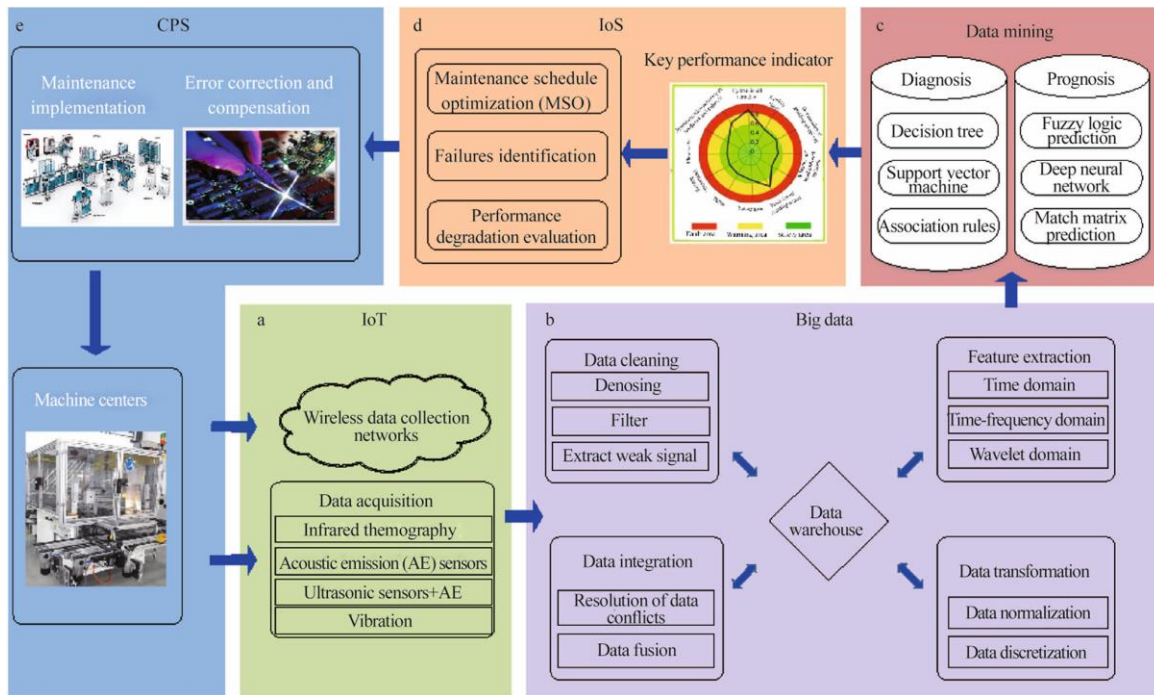 e
CPS
Maintenance
implementation
Error correction and
compensation
Machine centers
d
IoS
Maintenance schedule
optimization (MSO)
Failures identification
Performance
degradation evaluation
Key performance indicator
Warning area
c
Data mining
Diagnosis
Decision tree
Support vector
machine
Association rules
Prognosis
Fuzzy logic
prediction
Deep neural
network
Match matrix
prediction
a
IoT
Wireless data collection
networks
Data acquisition
Infrared themography
Acoustic emission (AE) sensors
Ultrasonic sensors+AE
Vibration
b
Big data
Data cleaning
Denosing
Filter
Extract weak signal
Data integration
Resolution of data
conflicts
Data fusion
Data
warehouse
Feature extraction
Time domain
Time-frequency domain
Wavelet domain
Data transformation
Data normalization
Data discretization